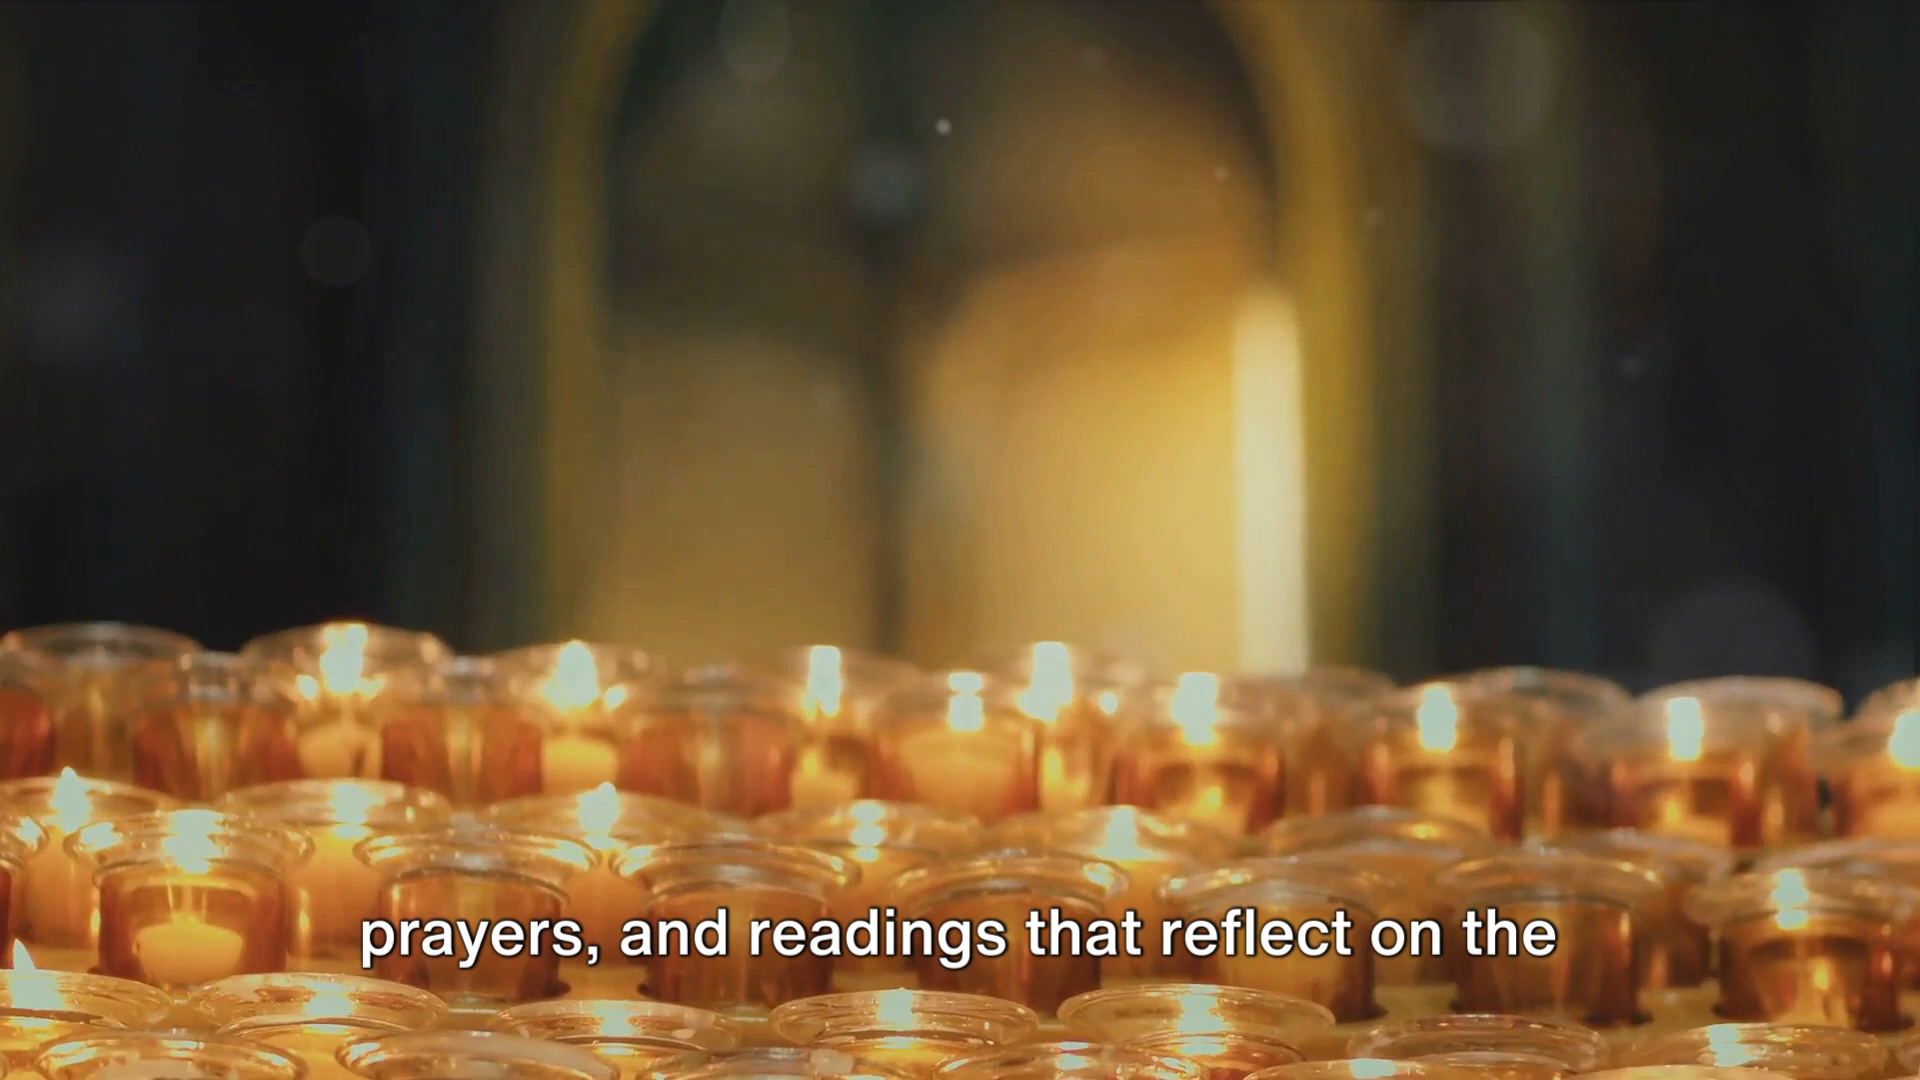 prayers, and readings that reflect on the